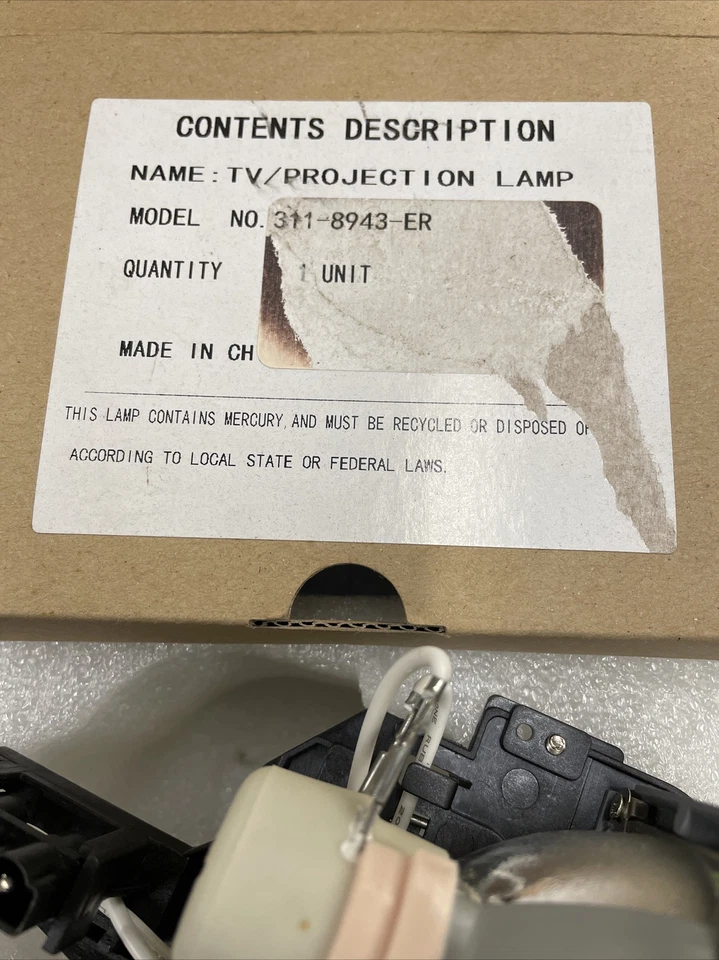 CONTENTS DESCRIPTION
NAME: TV/PROJECTION LAMP
MODEL NO. 311-8943-ER
QUANTITY 1 UNIT
MADE IN CH
THIS LAMP CONTAINS MERCURY, AND MUST BE RECYCLED OR DISPOSED OF
ACCORDING TO LOCAL STATE OR FEDERAL LAWS.